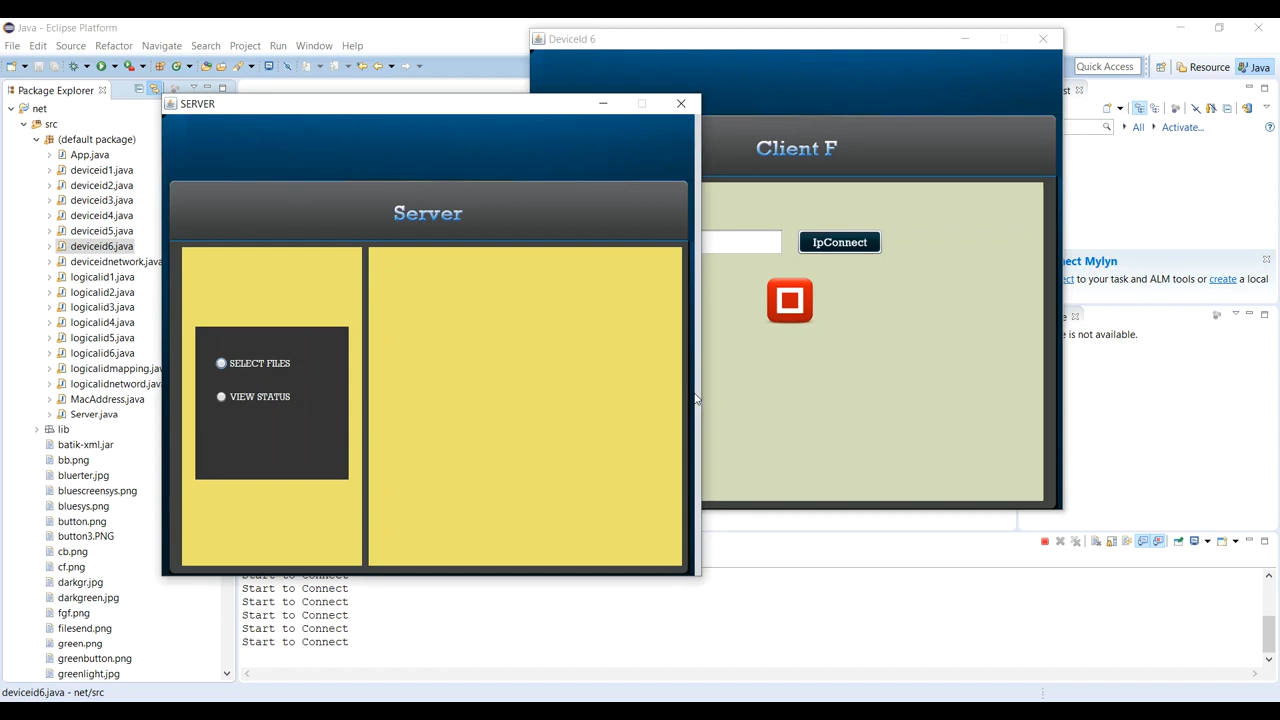 Java - Eclipse Platform
File Edit Source Refactor Navigate Search Project Run Window Help
Quick Access
Resource
Java
Package Explorer
net
src
(default package)
App.java
deviceid1.java
deviceid2.java
deviceid3.java
deviceid4.java
deviceid5.java
deviceid6.java
deviceidnetwork.java
logicalid1.java
logicalid2.java
logicalid3.java
logicalid4.java
logicalid5.java
logicalid6.java
logicalidmapping.jav
logicalidnetword.jav
MacAddress.java
Server.java
lib
batik-xml.jar
bb.png
bluerter.jpg
bluescreensys.png
bluesys.png
button.png
button3.PNG
cb.png
cf.png
darkgr.jpg
darkgreen.jpg
fgf.png
filesend.png
green.png
greenbutton.png
greenlight.jpg
SERVER
Server
SELECT FILES
VIEW STATUS
DeviceId 6
Client F
IpConnect
st
All Activate...
ect Mylyn
ct to your task and ALM tools or create a local
e
e is not available.
Start to Connect
Start to Connect
Start to Connect
Start to Connect
Start to Connect
Start to Connect
deviceid6.java - net/src